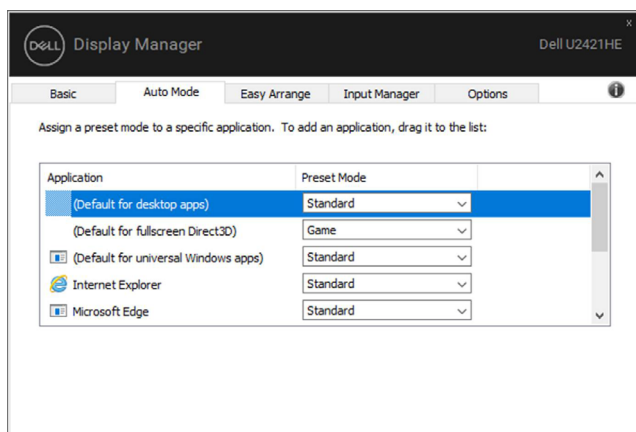 x
DELL Display Manager Dell U2421HE
Basic Auto Mode Easy Arrange Input Manager Options
Assign a preset mode to a specific application. To add an application, drag it to the list:
Application Preset Mode
(Default for desktop apps) Standard
(Default for fullscreen Direct3D) Game
(Default for universal Windows apps) Standard
Internet Explorer Standard
Microsoft Edge Standard